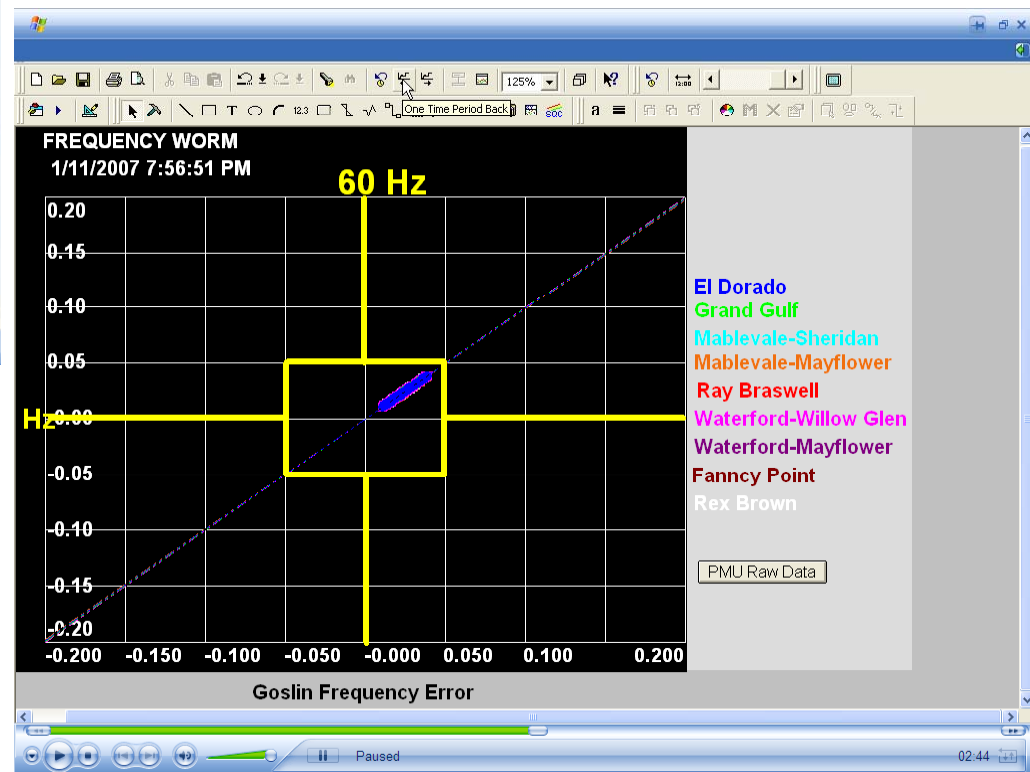 125%
12:00
T
12.3
One Time Period Back
SQC
a
M
FREQUENCY WORM
1/11/2007 7:56:51 PM
60 Hz
0.20
0.15
0.10
0.05
Hz
-0.05
-0.10
-0.15
-0.20
-0.200 -0.150 -0.100 -0.050 -0.000 0.050 0.100 0.200
Goslin Frequency Error
El Dorado
Grand Gulf
Mablevale-Sheridan
Mablevale-Mayflower
Ray Braswell
Waterford-Willow Glen
Waterford-Mayflower
Fanncy Point
Rex Brown
PMU Raw Data
Paused
02:44